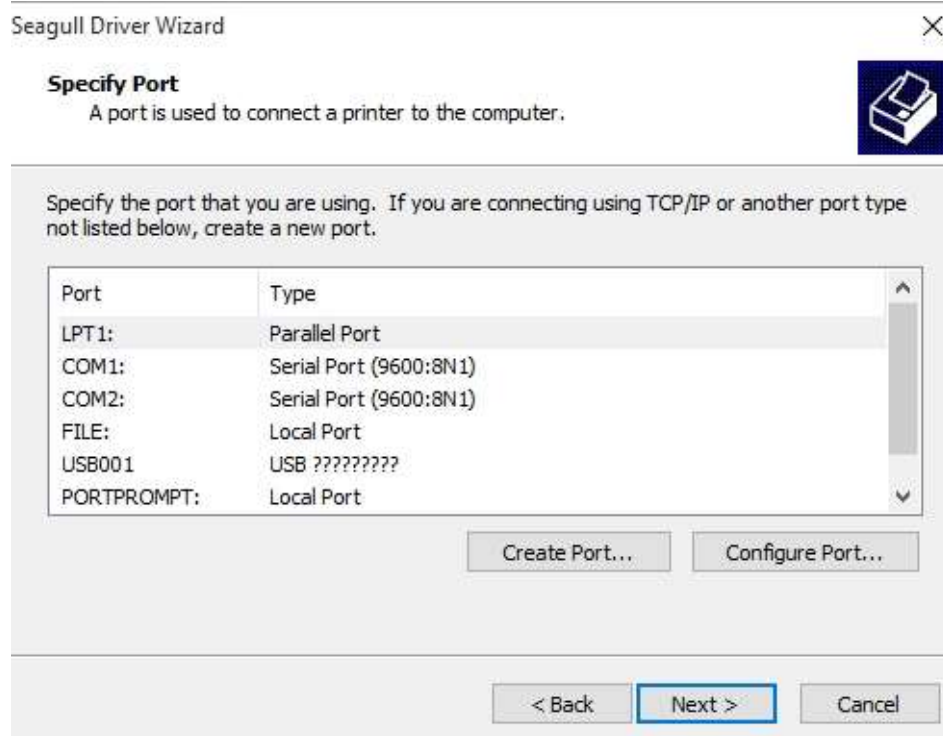 Seagull Driver Wizard
Specify Port
A port is used to connect a printer to the computer.
Specify the port that you are using. If you are connecting using TCP/IP or another port type
not listed below, create a new port.
Port Type
LPT1: Parallel Port
COM1: Serial Port (9600:8N1)
COM2: Serial Port (9600:8N1)
FILE: Local Port
USB001 USB ?????????
PORTPROMPT: Local Port
Create Port... Configure Port...
< Back Next > Cancel